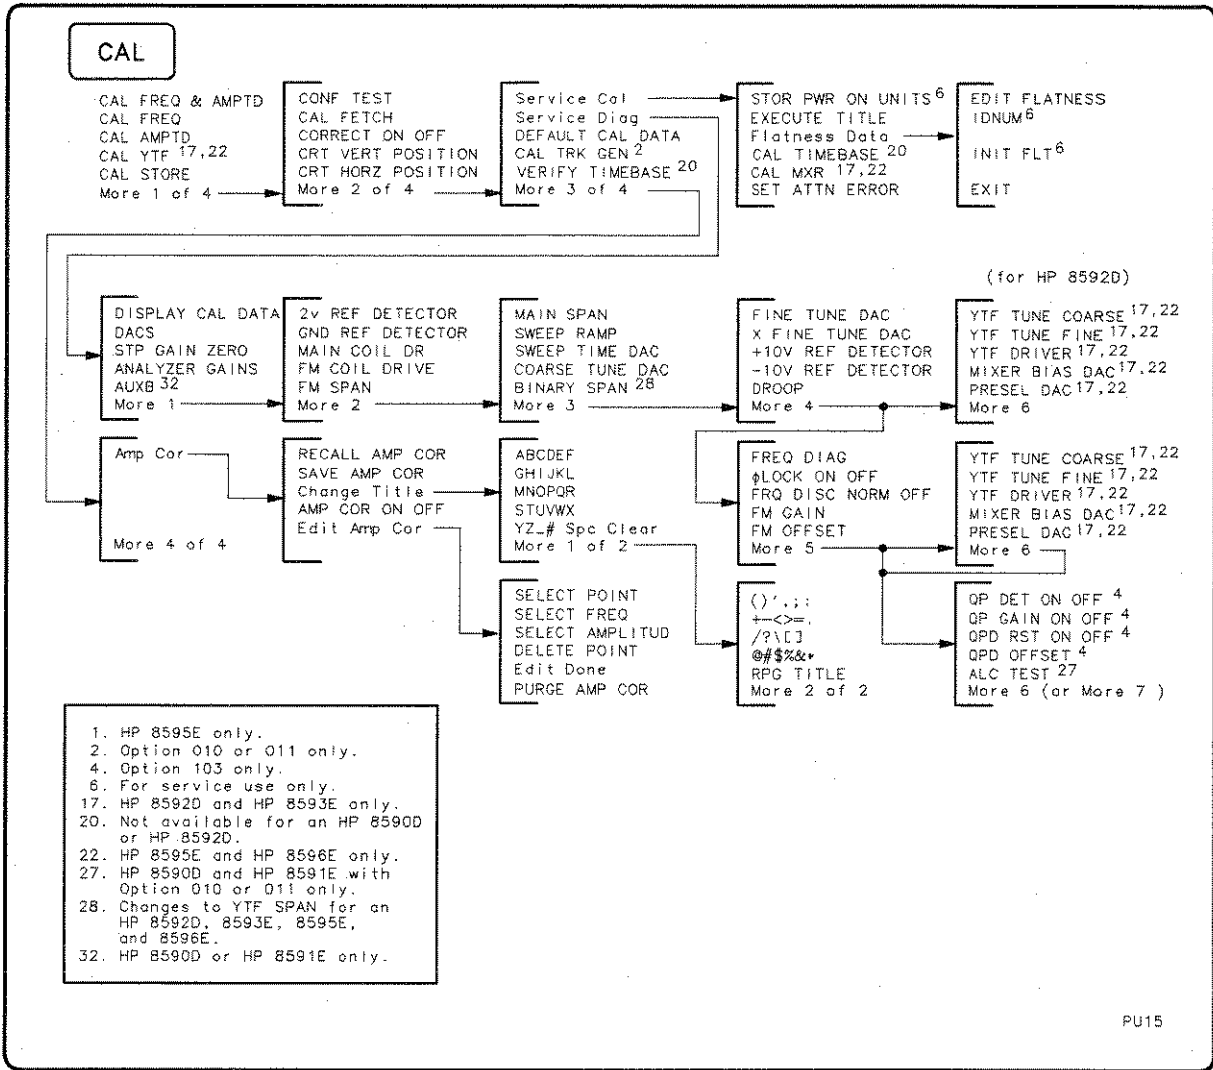 CAL
CAL FREQ & AMPTD
CAL FREQ
CAL AMPTD
CAL YTF 17,22
CAL STORE
More 1 of 4
CONF TEST
CAL FETCH
CORRECT ON OFF
CRT VERT POSITION
CRT HORZ POSITION
More 2 of 4
Service Cal
Service Diag
DEFAULT CAL DATA
CAL TRK GEN 2
VERIFY TIMEBASE 20
More 3 of 4
STOR PWR ON UNITS 6
EXECUTE TITLE
Flatness Data
CAL TIMEBASE 20
CAL MXR 17,22
SET ATTN ERROR
EDIT FLATNESS
IDNUM 6
INIT FLT 6
EXIT
(for HP 8592D)
DISPLAY CAL DATA
DACS
STP GAIN ZERO
ANALYZER GAINS
AUXB 32
More 1
2v REF DETECTOR
GND REF DETECTOR
MAIN COIL DR
FM COIL DRIVE
FM SPAN
More 2
MAIN SPAN
SWEEP RAMP
SWEEP TIME DAC
COARSE TUNE DAC
BINARY SPAN 28
More 3
FINE TUNE DAC
X FINE TUNE DAC
+10V REF DETECTOR
-10V REF DETECTOR
DROOP
More 4
YTF TUNE COARSE 17,22
YTF TUNE FINE 17,22
YTF DRIVER 17,22
MIXER BIAS DAC 17,22
PRESEL DAC 17,22
More 6
Amp Cor
More 4 of 4
RECALL AMP COR
SAVE AMP COR
Change Title
AMP COR ON OFF
Edit Amp Cor
ABCDEF
GHIJKL
MNOPQR
STUVWX
YZ_# Spc Clear
More 1 of 2
FREQ DIAG
ϕLOCK ON OFF
FRQ DISC NORM OFF
FM GAIN
FM OFFSET
More 5
YTF TUNE COARSE 17,22
YTF TUNE FINE 17,22
YTF DRIVER 17,22
MIXER BIAS DAC 17,22
PRESEL DAC 17,22
More 6
SELECT POINT
SELECT FREQ
SELECT AMPLITUD
DELETE POINT
Edit Done
PURGE AMP COR
()',;:
+-<>=.
/?\[]
@#$%&*
RPG TITLE
More 2 of 2
QP DET ON OFF 4
QP GAIN ON OFF 4
QPD RST ON OFF 4
QPD OFFSET 4
ALC TEST 27
More 6 (or More 7 )
1. HP 8595E only.
2. Option 010 or 011 only.
4. Option 103 only.
6. For service use only.
17. HP 8592D and HP 8593E only.
20. Not available for an HP 8590D
or HP 8592D.
22. HP 8595E and HP 8596E only.
27. HP 8590D and HP 8591E with
Option 010 or 011 only.
28. Changes to YTF SPAN for an
HP 8592D, 8593E, 8595E,
and 8596E.
32. HP 8590D or HP 8591E only.
PU15